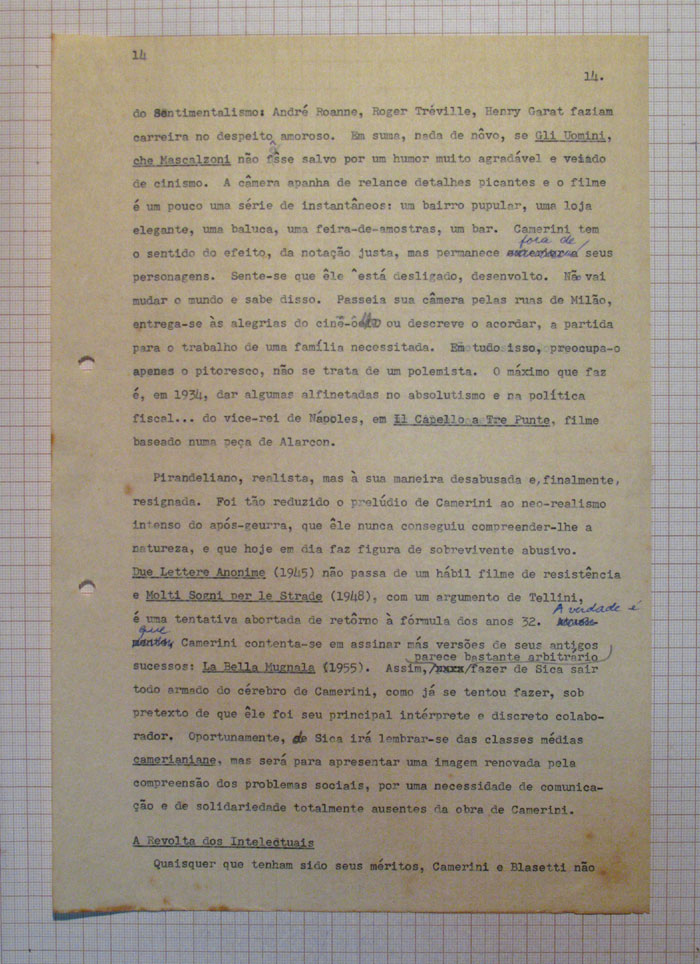 14
14.
do Sentimentalismo: André Roanne, Roger Tréville, Henry Garat faziam
carreira no despeito amoroso. Em suma, nada de nôvo, se Gli Uomini,
che Mascalzoni não fôsse salvo por um humor muito agradável e veiado
de cinismo. A câmera apanha de relance detalhes picantes e o filme
é um pouco uma série de instantâneos: um bairro pupular, uma loja
elegante, uma baluca, uma feira-de-amostras, um bar. Camerini tem
fora de
o sentido do efeito, da notação justa, mas permanece a seus
personagens. Sente-se que êle está desligado, desenvolto. Não vai
mudar o mundo e sabe disso. Passeia sua câmera pelas ruas de Milão,
entrega-se às alegrias do ciné- ou descreve o acordar, a partida
para o trabalho de uma família necessitada. Em tudo isso, preocupa-o
apenes o pitoresco, não se trata de um polemista. O máximo que faz
é, em 1934, dar algumas alfinetadas no absolutismo e na política
fiscal... do vice-rei de Nápoles, em Il Capello a Tre Punte, filme
baseado numa peça de Alarcon.
Pirandeliano, realista, mas à sua maneira desabusada e, finalmente,
resignada. Foi tão reduzido o prelúdio de Camerini ao neo-realismo
intenso do após-geurra, que êle nunca conseguiu compreender-lhe a
natureza, e que hoje em dia faz figura de sobrevivente abusivo.
Due Lettere Anonime (1945) não passa de um hábil filme de resistência
e Molti Sogni per le Strade (1948), com um argumento de Tellini,
A verdade é
é uma tentativa abortada de retôrno à fórmula dos anos 32.
que
Camerini contenta-se em assinar más versões de seus antigos
parece bastante arbitrário
sucessos: La Bella Mugnala (1955). Assim, /xxxx/fazer de Sica sair
todo armado do cérebro de Camerini, como já se tentou fazer, sob
pretexto de que êle foi seu principal intérprete e discreto colabo-
rador. Oportunamente, de Sica irá lembrar-se das classes médias
camerianiane, mas será para apresentar uma imagem renovada pela
compreensão dos problemas sociais, por uma necessidade de comunica-
ção e de solidariedade totalmente ausentes da obra de Camerini.
A Revolta dos Intelectuais
Quaisquer que tenham sido seus méritos, Camerini e Blasetti não